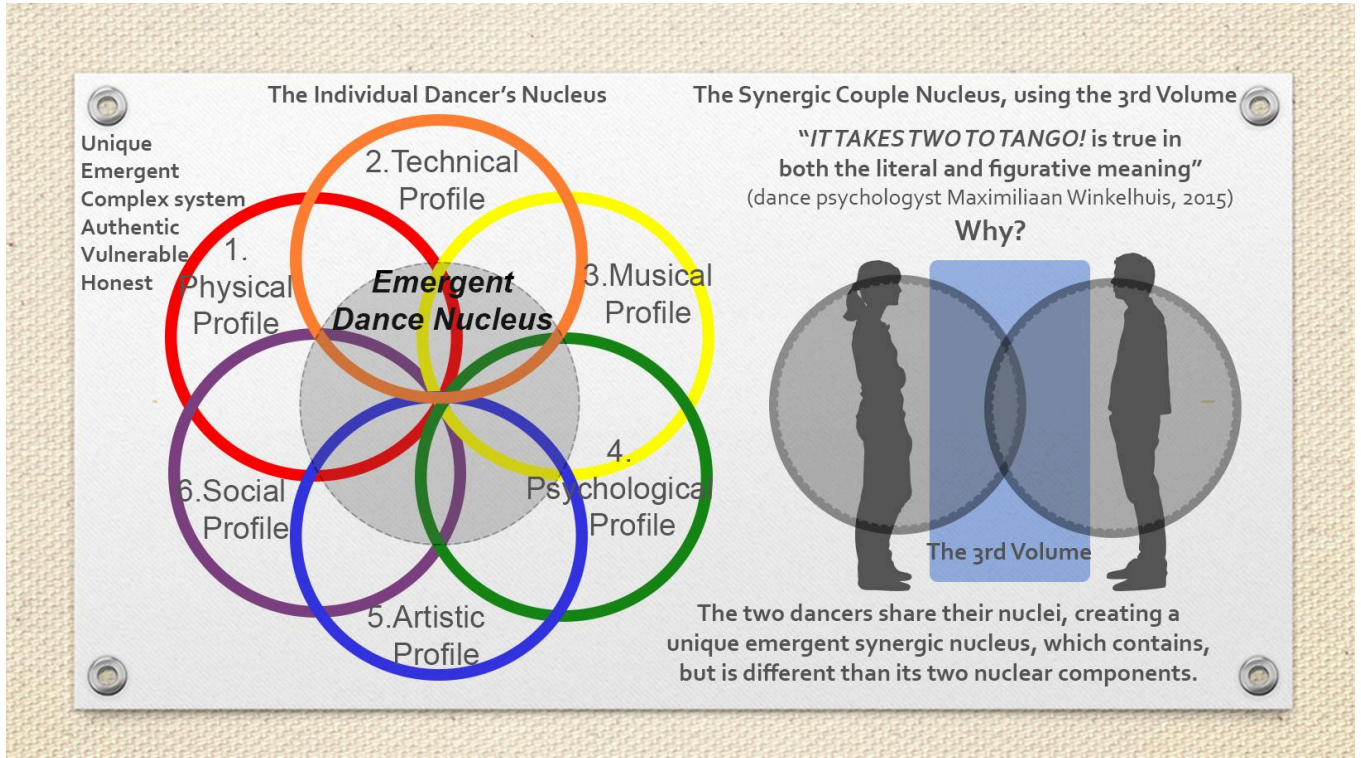 The Individual Dancer's Nucleus
Unique
Emergent
Complex system
Authentic
Vulnerable
Honest
1.
Physical
Profile
2.Technical
Profile
3.Musical
Profile
4.
Psychological
Profile
5.Artistic
Profile
6.Social
Profile
Emergent
Dance Nucleus
The Synergic Couple Nucleus, using the 3rd Volume
"IT TAKES TWO TO TANGO! is true in
both the literal and figurative meaning"
(dance psychologyst Maximiliaan Winkelhuis, 2015)
Why?
The 3rd Volume
The two dancers share their nuclei, creating a
unique emergent synergic nucleus, which contains,
but is different than its two nuclear components.